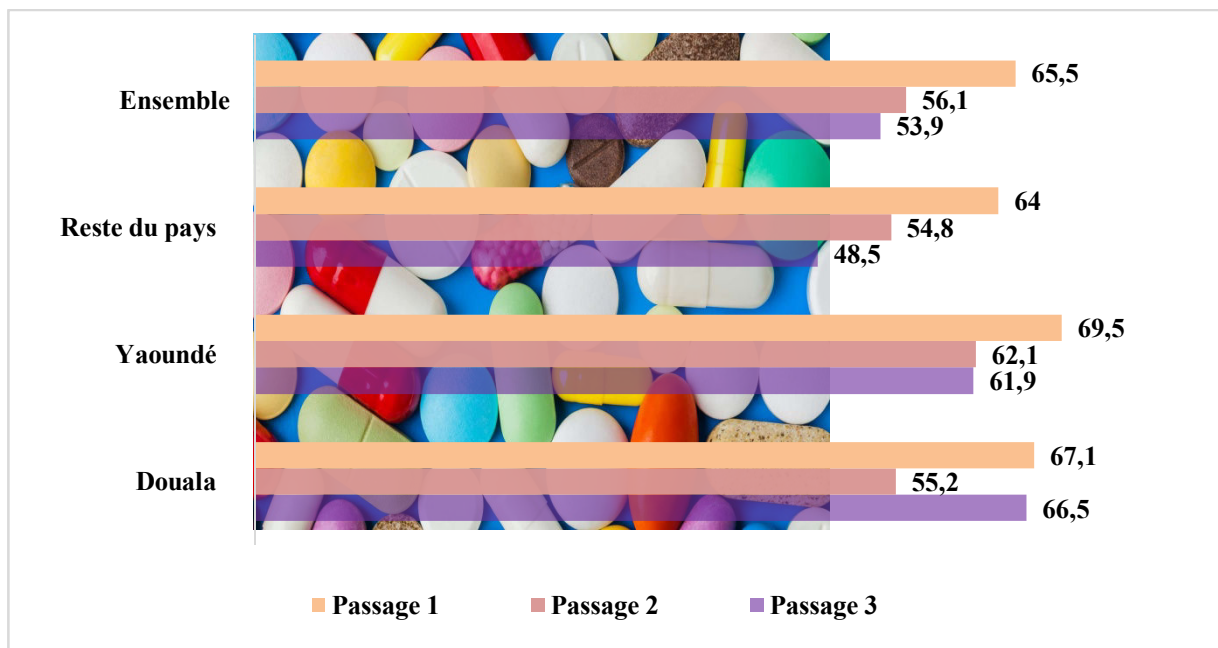 Ensemble
65,5
56,1
53,9
Reste du pays
64
54,8
48,5
Yaoundé
69,5
62,1
61,9
Douala
67,1
55,2
66,5
Passage 1 Passage 2 Passage 3